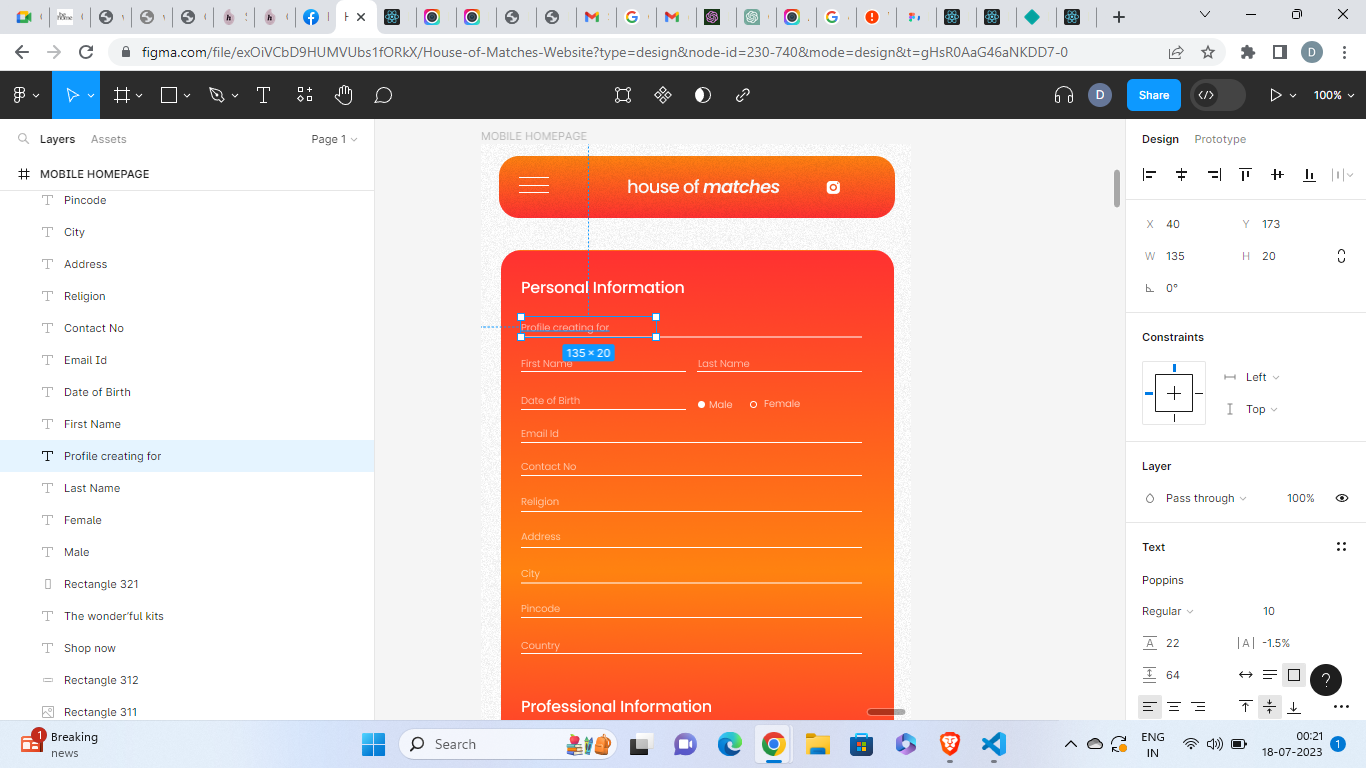 figma.com/file/exOiVCbD9HUMVUbs1fORkX/House-of-Matches-Website?type=design&node-id=230-740&mode=design&t=gHsR0AaG46aNKDD7-0
D
D
Share
100%
Layers
Assets
Page 1
MOBILE HOMEPAGE
Pincode
City
Address
Religion
Contact No
Email Id
Date of Birth
First Name
Profile creating for
Last Name
Female
Male
Rectangle 321
The wonder'ful kits
Shop now
Rectangle 312
Rectangle 311
MOBILE HOMEPAGE
house of matches
Personal Information
Profile creating for
135 × 20
First Name
Last Name
Date of Birth
Male
Female
Email Id
Contact No
Religion
Address
City
Pincode
Country
Professional Information
Design
Prototype
X 40
Y 173
W 135
H 20
0°
Constraints
Left
Top
Layer
Pass through
100%
Text
Poppins
Regular
10
22
-1.5%
64
?
1
Breaking
news
Search
ENG
IN
00:21
18-07-2023
1